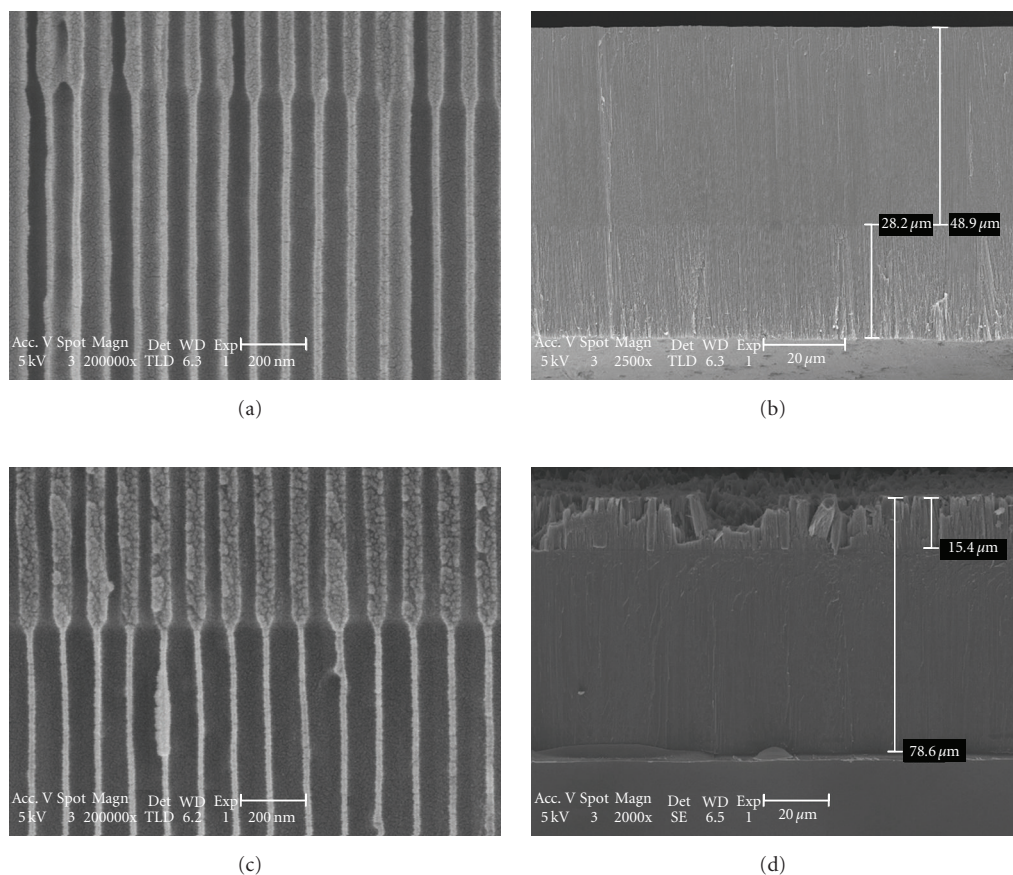 Acc. V Spot Magn Det WD Exp
5 kV 3 200000x TLD 6.3 1 200 nm
(a)
28.2 μm 48.9 μm
Acc. V Spot Magn Det WD Exp
5 kV 3 2500x TLD 6.3 1 20 μm
(b)
Acc. V Spot Magn Det WD Exp
5 kV 3 200000x TLD 6.2 1 200 nm
(c)
15.4 μm
78.6 μm
Acc. V Spot Magn Det WD Exp
5 kV 3 2000x SE 6.5 1 20 μm
(d)